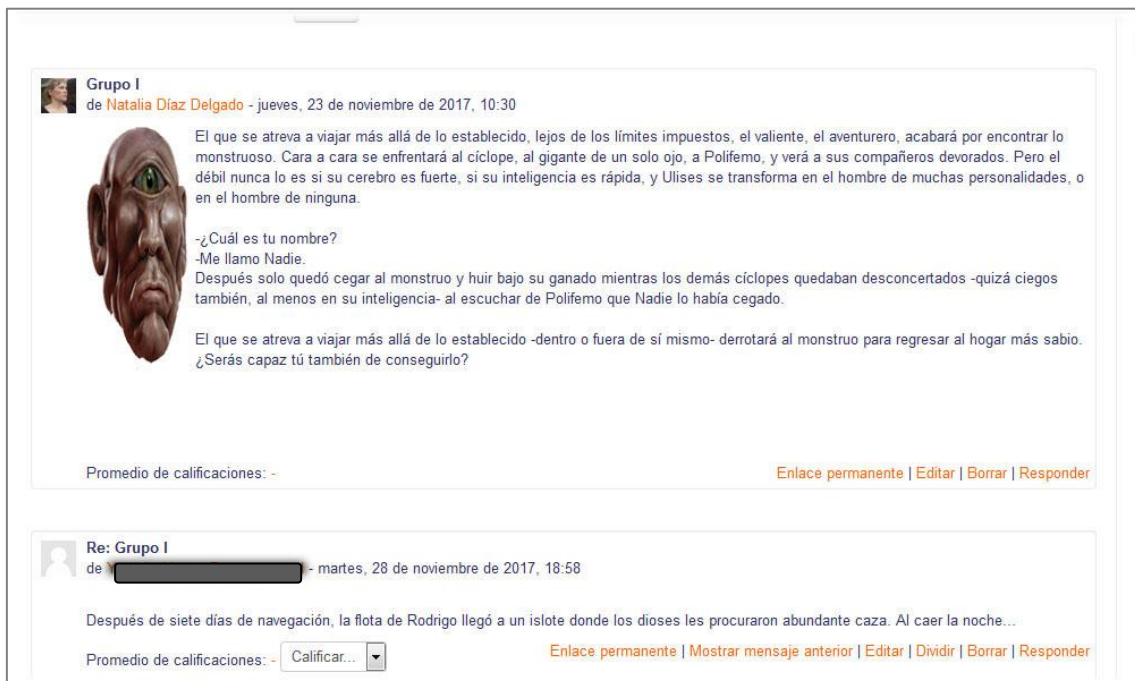 Grupo I
de Natalia Díaz Delgado - jueves, 23 de noviembre de 2017, 10:30
El que se atreva a viajar más allá de lo establecido, lejos de los límites impuestos, el valiente, el aventurero, acabará por encontrar lo
monstruoso. Cara a cara se enfrentará al cíclope, al gigante de un solo ojo, a Polifemo, y verá a sus compañeros devorados. Pero el
débil nunca lo es si su cerebro es fuerte, si su inteligencia es rápida, y Ulises se transforma en el hombre de muchas personalidades, o
en el hombre de ninguna.
-¿Cuál es tu nombre?
-Me llamo Nadie.
Después solo quedó cegar al monstruo y huir bajo su ganado mientras los demás cíclopes quedaban desconcertados -quizá ciegos
también, al menos en su inteligencia- al escuchar de Polifemo que Nadie lo había cegado.
El que se atreva a viajar más allá de lo establecido -dentro o fuera de sí mismo- derrotará al monstruo para regresar al hogar más sabio.
¿Serás capaz tú también de conseguirlo?
Promedio de calificaciones: - Enlace permanente | Editar | Borrar | Responder
Re: Grupo I
de - martes, 28 de noviembre de 2017, 18:58
Después de siete días de navegación, la flota de Rodrigo llegó a un islote donde los dioses les procuraron abundante caza. Al caer la noche...
Promedio de calificaciones: - Calificar... Enlace permanente | Mostrar mensaje anterior | Editar | Dividir | Borrar | Responder